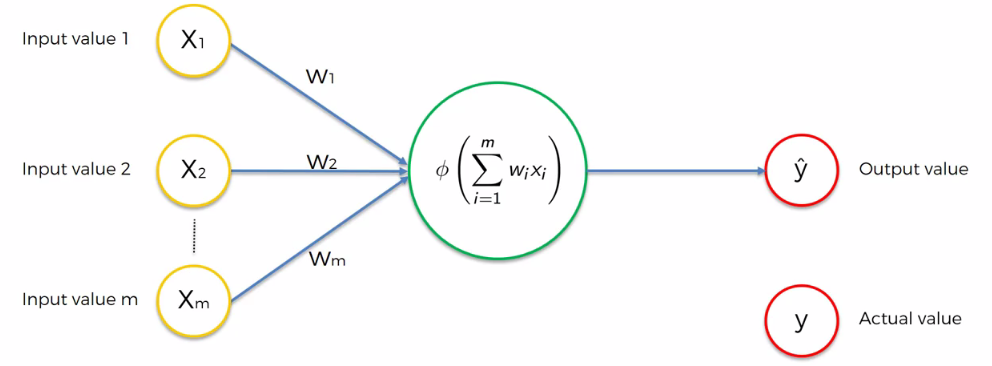 Input value 1
X₁
W₁
Input value 2
X₂
W₂
ϕ(∑ᵢ₌₁ᵐ wᵢxᵢ)
ŷ
Output value
Wₘ
Input value m
Xₘ
y
Actual value